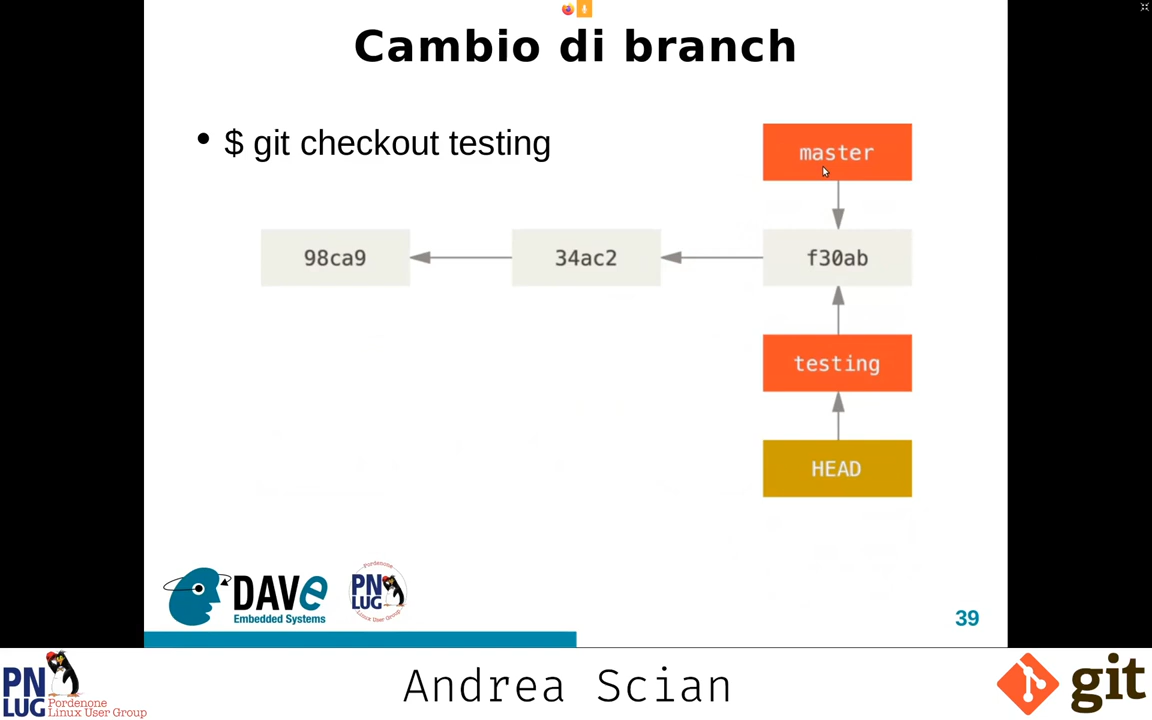 Cambio di branch
• $ git checkout testing
master
98ca9
34ac2
f30ab
testing
HEAD
DAVe
Embedded Systems
Pordenone
PN
LUG
Linux User Group
39
PN
LUG
Pordenone
Linux User Group
Andrea Scian
git